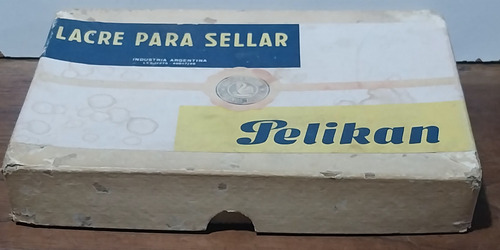 LACRE PARA SELLAR
INDUSTRIA ARGENTINA
Pelikan